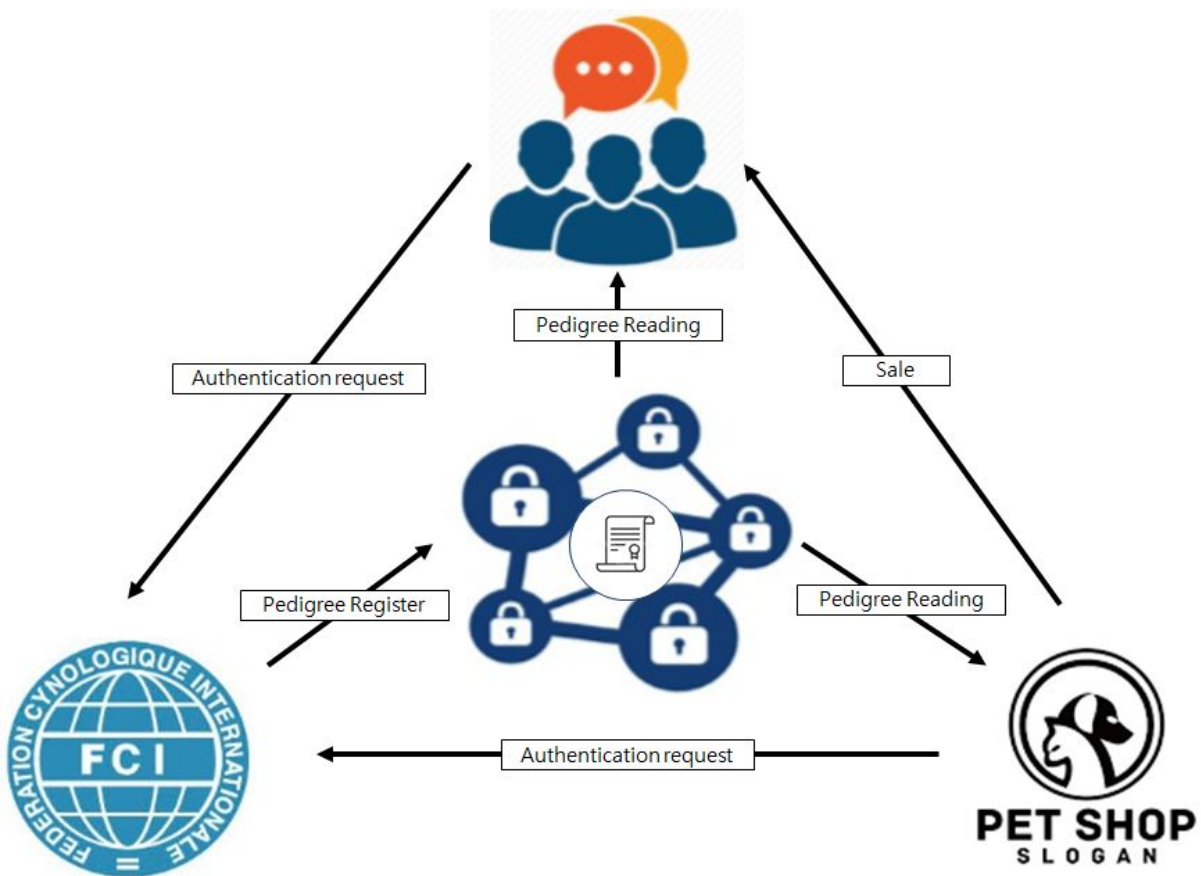 Pedigree Reading
Authentication request
Sale
Pedigree Register
Pedigree Reading
FEDERATION CYNOLOGIQUE INTERNATIONALE
FCI
Authentication request
PET SHOP
SLOGAN